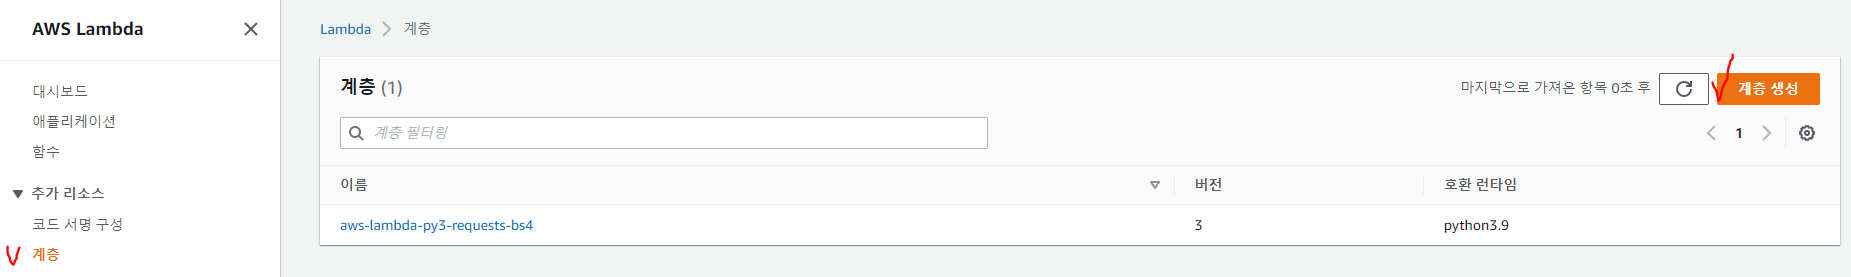 AWS Lambda
대시보드
애플리케이션
함수
추가 리소스
코드 서명 구성
계층
Lambda > 계층
계층 (1)
마지막으로 가져온 항목 0초 후
계층 생성
계층 필터링
1
이름 버전 호환 런타임
aws-lambda-py3-requests-bs4 3 python3.9